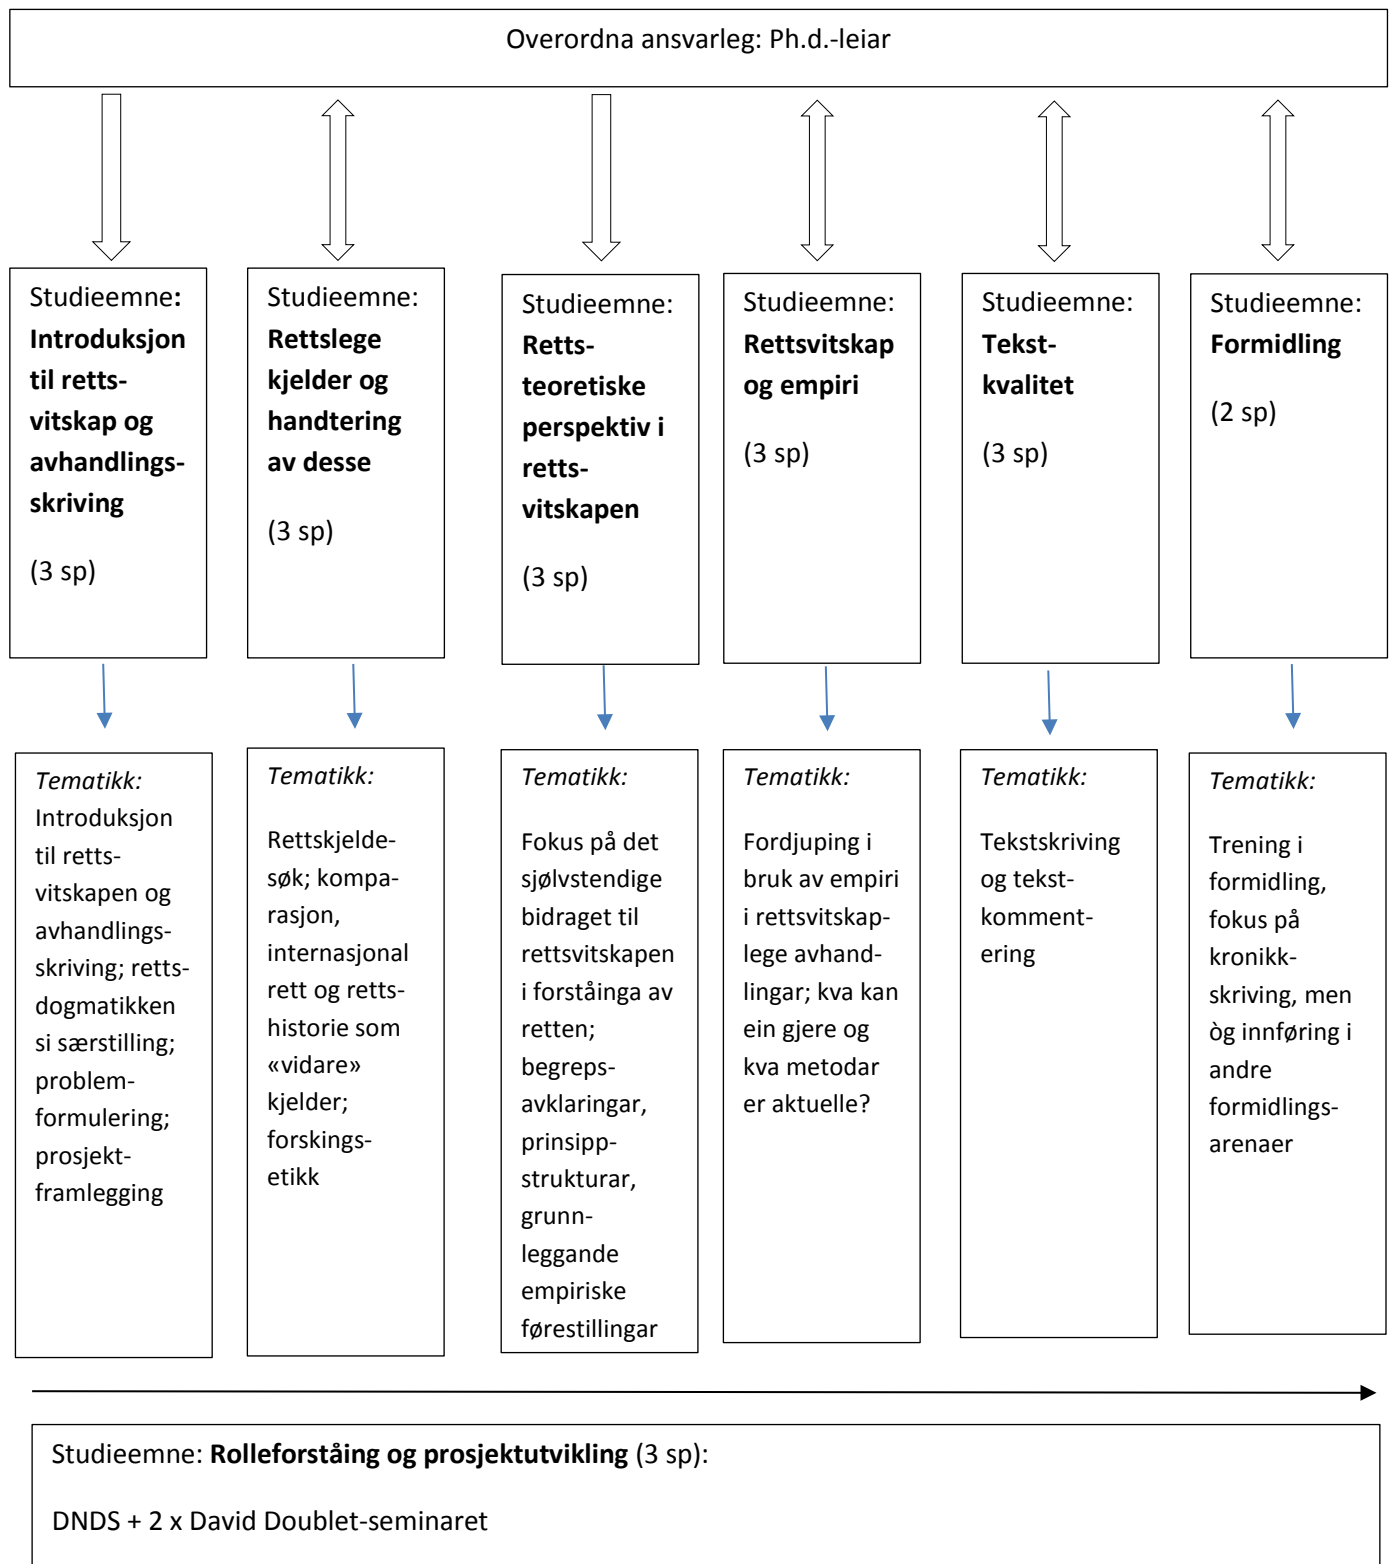 Overordna ansvarleg: Ph.d.-leiar
Studieemne:
Introduksjon
til retts-
vitskap og
avhandlings-
skriving
(3 sp)
Studieemne:
Rettslege
kjelder og
handtering
av desse
(3 sp)
Studieemne:
Retts-
teoretiske
perspektiv i
retts-
vitskapen
(3 sp)
Studieemne:
Rettsvitskap
og empiri
(3 sp)
Studieemne:
Tekst-
kvalitet
(3 sp)
Studieemne:
Formidling
(2 sp)
Tematikk:
Introduksjon
til retts-
vitskapen og
avhandlings-
skriving; retts-
dogmatikken
si særstilling;
problem-
formulering;
prosjekt-
framlegging
Tematikk:
Rettskjelde-
søk; kompa-
rasjon,
internasjonal
rett og retts-
historie som
«vidare»
kjelder;
forskings-
etikk
Tematikk:
Fokus på det
sjølvstendige
bidraget til
rettsvitskapen
i forståinga av
retten;
begreps-
avklaringar,
prinsipp-
strukturar,
grunn-
leggande
empiriske
førestillingar
Tematikk:
Fordjuping i
bruk av empiri
i rettsvitskap-
lege avhand-
lingar; kva kan
ein gjere og
kva metodar
er aktuelle?
Tematikk:
Tekstskriving
og tekst-
komment-
ering
Tematikk:
Trening i
formidling,
fokus på
kronikk-
skriving, men
òg innføring i
andre
formidlings-
arenaer
Studieemne: Rolleforståing og prosjektutvikling (3 sp):
DNDS + 2 x David Doublet-seminaret